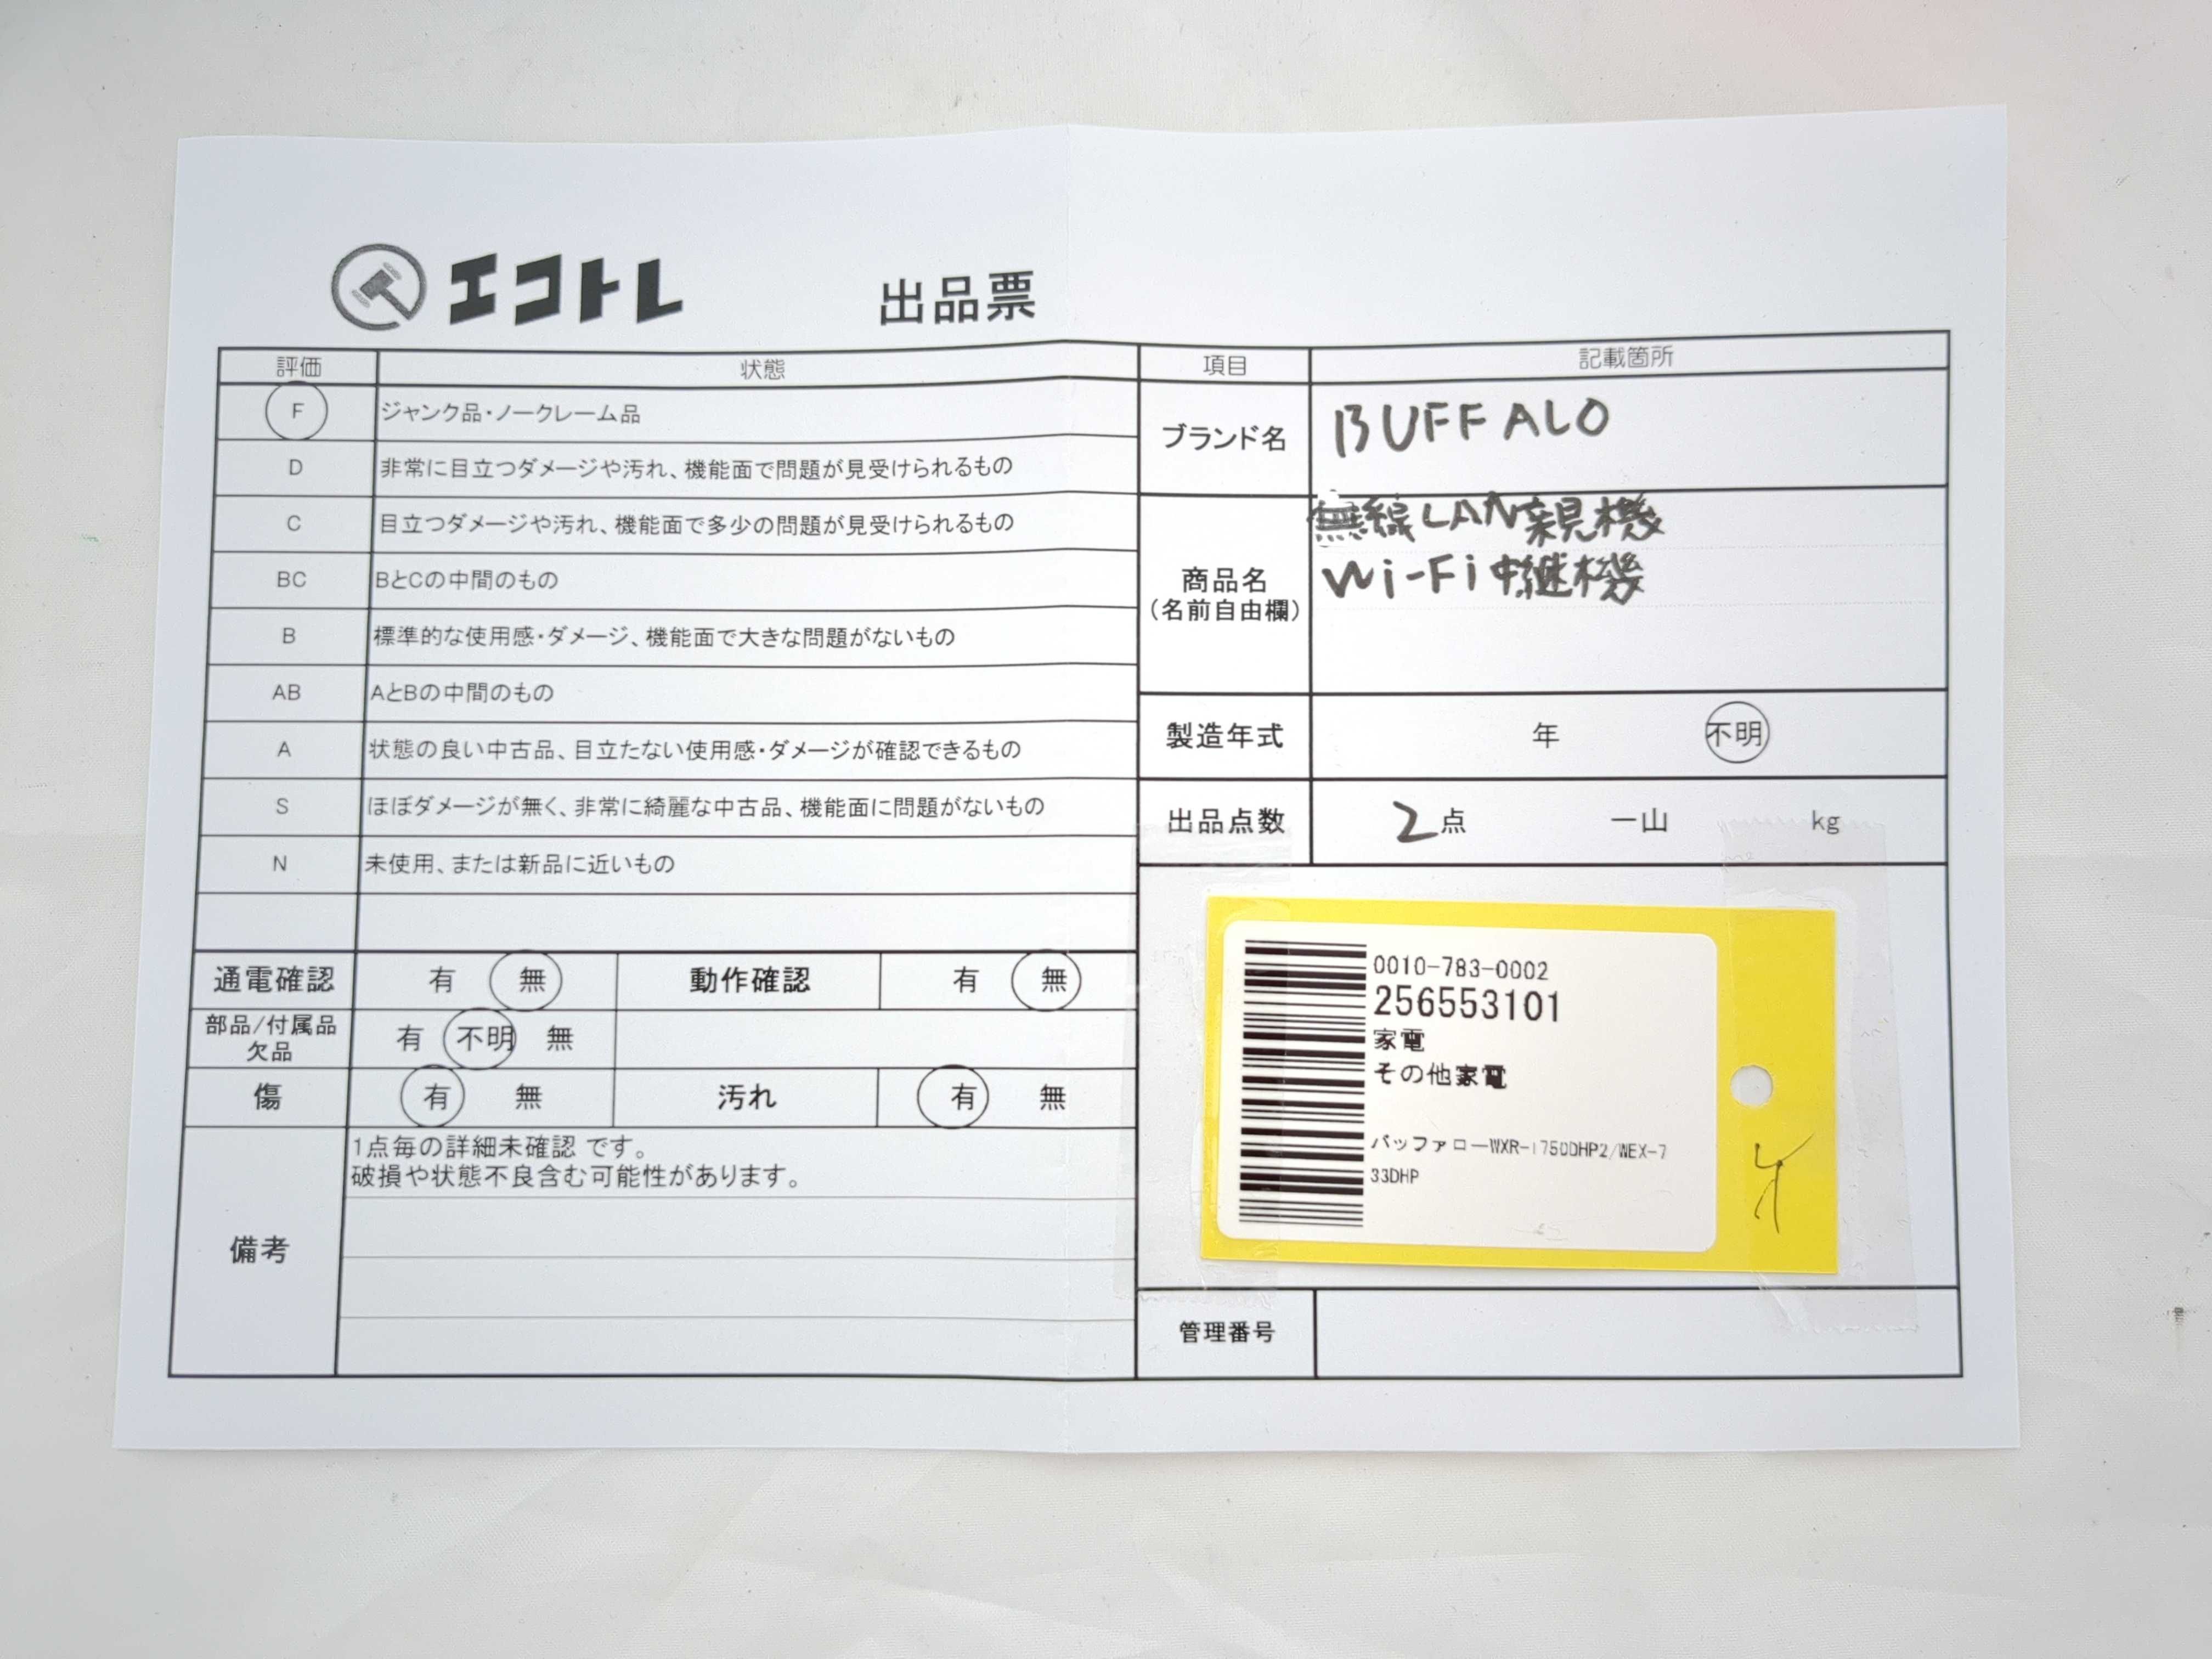 エコトレ
出品票
評価 状態
F ジャンク品・ノークレーム品
D 非常に目立つダメージや汚れ、機能面で問題が見受けられるもの
C 目立つダメージや汚れ、機能面で多少の問題が見受けられるもの
BC BとCの中間のもの
B 標準的な使用感・ダメージ、機能面で大きな問題がないもの
AB AとBの中間のもの
A 状態の良い中古品、目立たない使用感・ダメージが確認できるもの
S ほぼダメージが無く、非常に綺麗な中古品、機能面に問題がないもの
N 未使用、または新品に近いもの
通電確認 有 無 動作確認 有 無
部品/付属品
欠品
有 不明 無
傷 有 無 汚れ 有 無
備考
1点毎の詳細未確認 です。
破損や状態不良含む可能性があります。
項目 記載箇所
ブランド名 BUFFALO
商品名
(名前自由欄)
無線LAN親機
Wi-Fi中継機
製造年式 年 不明
出品点数 2点 一山 kg
0010-783-0002
256553101
家電
その他家電
バッファローWXR-1750DHP2/WEX-7
33DHP
管理番号